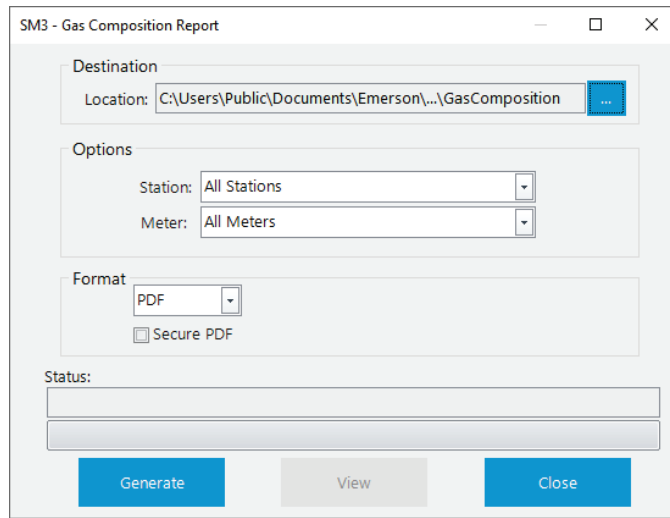 SM3 - Gas Composition Report
Destination
Location: C:\Users\Public\Documents\Emerson\...\GasComposition ...
Options
Station: All Stations
Meter: All Meters
Format
PDF
Secure PDF
Status:
Generate View Close